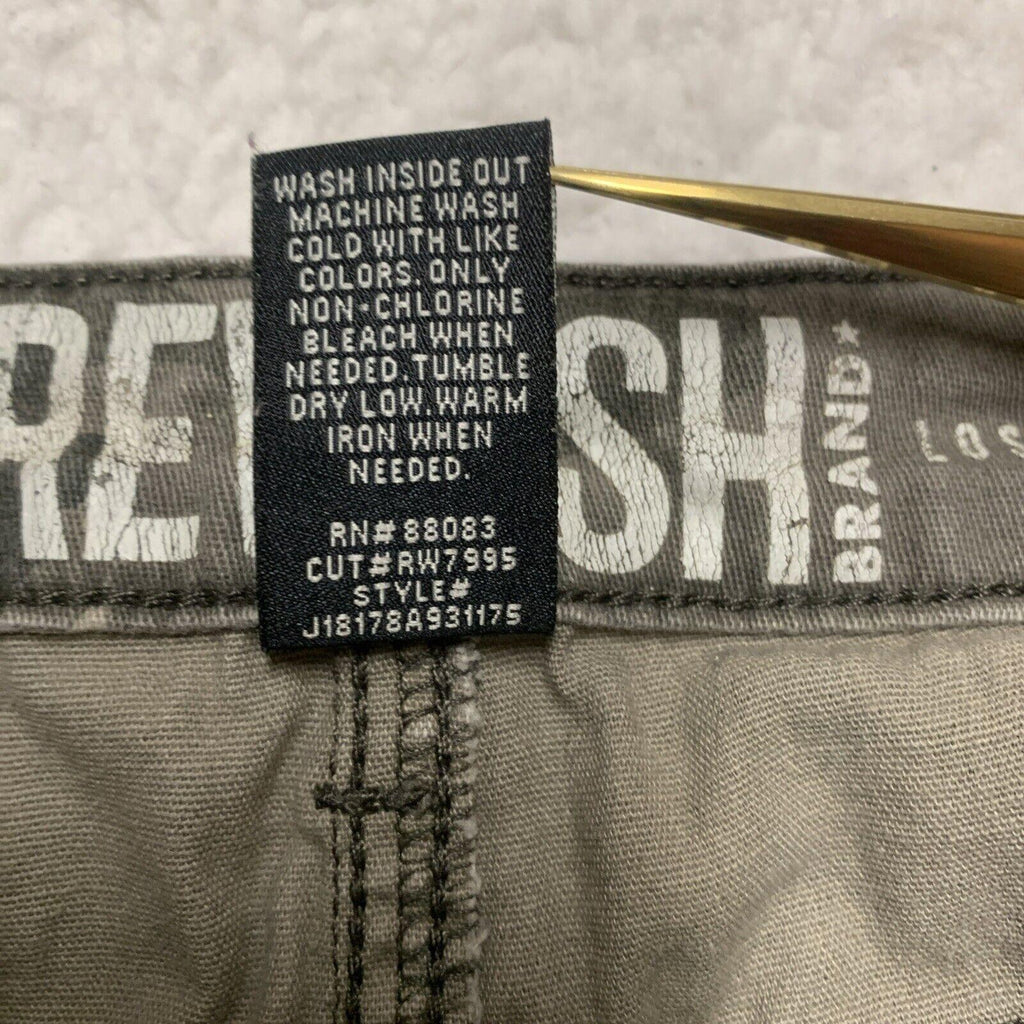 WASH INSIDE OUT
MACHINE WASH
COLD WITH LIKE
COLORS. ONLY
NON-CHLORINE
BLEACH WHEN
NEEDED. TUMBLE
DRY LOW. WARM
IRON WHEN
NEEDED.
RN# 88083
CUT# RW7995
STYLE#
J18178A931175
BRAND